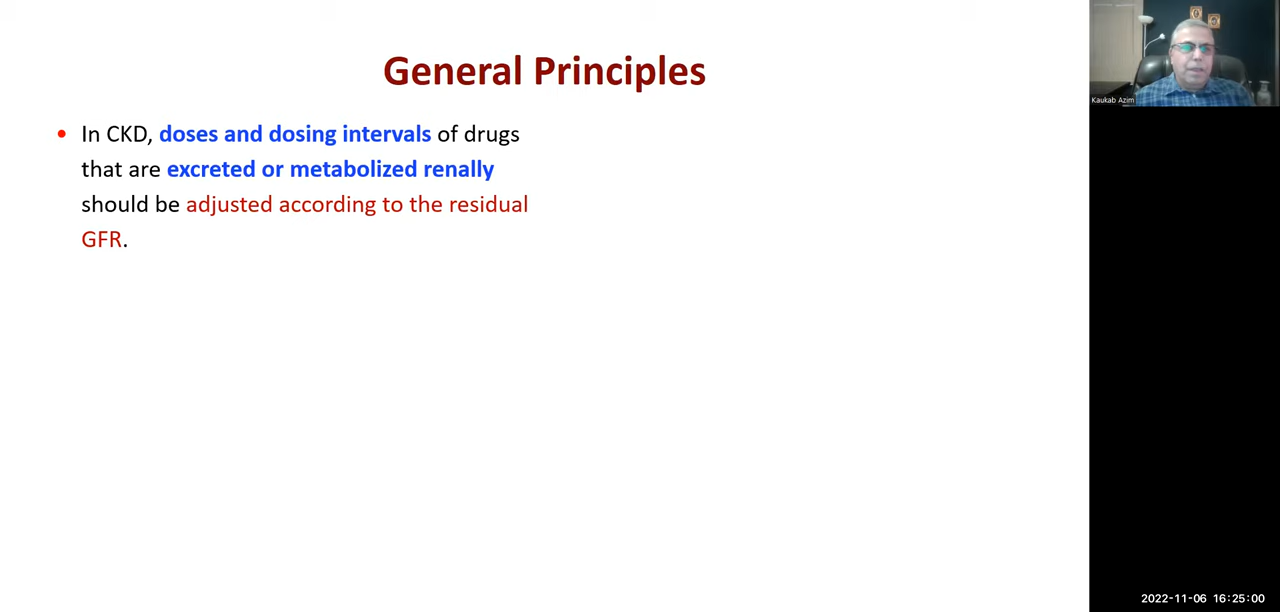 General Principles
• In CKD, doses and dosing intervals of drugs
that are excreted or metabolized renally
should be adjusted according to the residual
GFR.
Kaukab Azim
2022-11-06 16:25:00